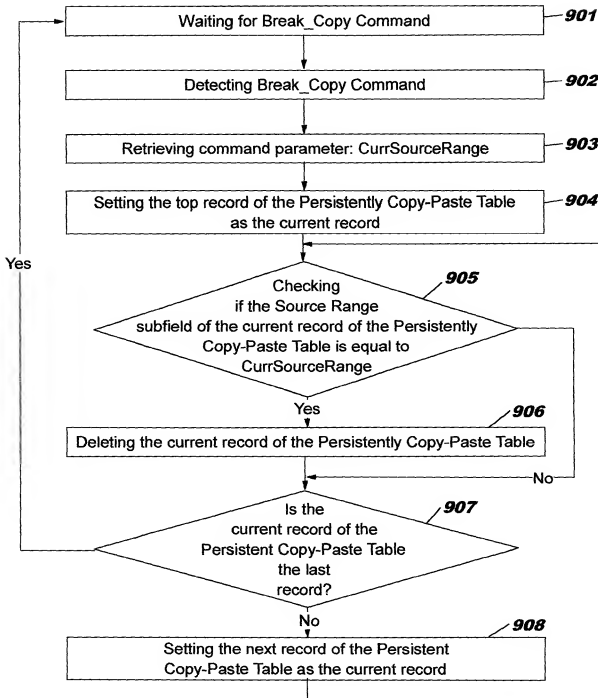 Waiting for Break_Copy Command
901
Detecting Break_Copy Command
902
Retrieving command parameter: CurrSourceRange
903
Setting the top record of the Persistently Copy-Paste Table
as the current record
904
Yes
905
Checking
if the Source Range
subfield of the current record of the Persistently
Copy-Paste Table is equal to
CurrSourceRange
Yes
906
Deleting the current record of the Persistently Copy-Paste Table
No
907
Is the
current record of the
Persistent Copy-Paste Table
the last
record?
No
908
Setting the next record of the Persistent
Copy-Paste Table as the current record